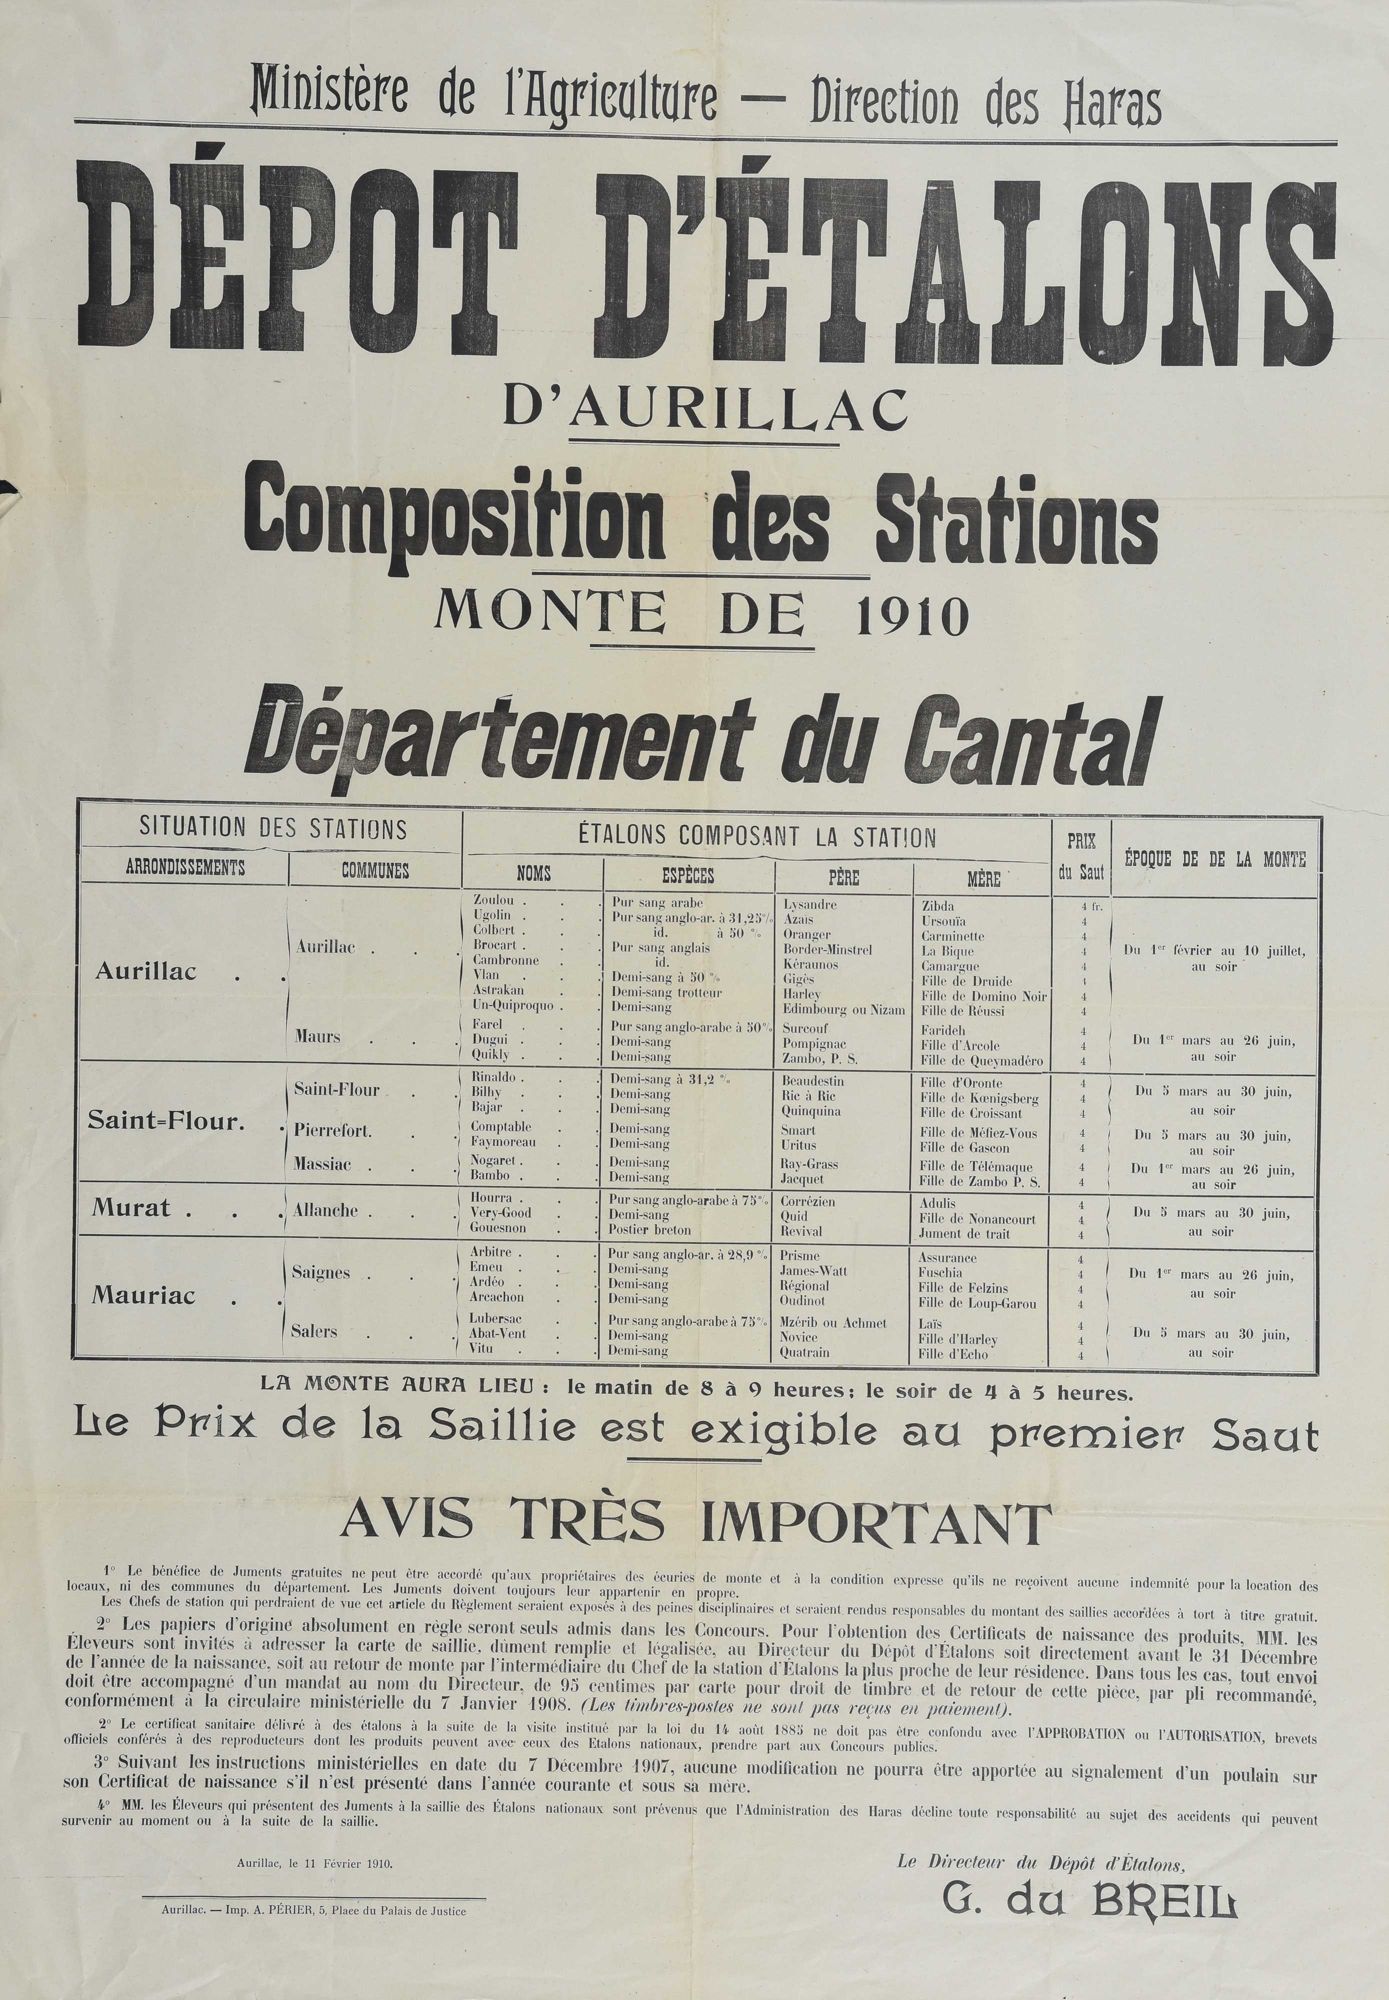 Ministère de l'Agriculture — Direction des Haras
DÉPOT D'ÉTALONS
D'AURILLAC
Composition des Stations
MONTE DE 1910
Département du Cantal
SITUATION DES STATIONS ÉTALONS COMPOSANT LA STATION PRIX du Saut ÉPOQUE DE DE LA MONTE
ARRONDISSEMENTS COMMUNES NOMS ESPÈCES PÈRE MÈRE
Aurillac . . Aurillac . . Du 1er février au 10 juillet, au soir
Zoulou . . . Pur sang arabe Lysandre Zibda 4 fr.
Ugolin . . . Pur sang anglo-ar. à 31,25 % Azaïs Ursouïa 4
Colbert . . . id. à 50 % Oranger Carminette 4
Brocart . . . Pur sang anglais Border-Minstrel La Bique 4
Cambronne . . id. Kéraunos Camargue 4
Vlan . . . Demi-sang à 50 % Gigès Fille de Druide 4
Astrakan . . Demi-sang trotteur Harley Fille de Domino Noir 4
Un-Quiproquo . . Demi-sang Edimbourg ou Nizam Fille de Réussi 4
Maurs . . . Du 1er mars au 26 juin, au soir
Farel . . . Pur sang anglo-arabe à 50 % Surcouf Farideh 4
Dugui . . . Demi-sang Pompignac Fille d'Arcole 4
Quikly . . . Demi-sang Zambo, P. S. Fille de Queymadéro 4
Saint-Flour. . Saint-Flour . . Du 5 mars au 30 juin, au soir
Rinaldo . . . Demi-sang à 31,2 % Beaudestin Fille d'Oronte 4
Bilhy . . . Demi-sang Ric à Ric Fille de Kœnigsberg 4
Bajar . . . Demi-sang Quinquina Fille de Croissant 4
Pierrefort. . . Du 5 mars au 30 juin, au soir
Comptable . . Demi-sang Smart Fille de Méfiez-Vous 4
Faymoreau . . Demi-sang Uritus Fille de Gascon 4
Massiac . . . Du 1er mars au 26 juin, au soir
Nogaret . . . Demi-sang Ray-Grass Fille de Télémaque 4
Bambo . . . Demi-sang Jacquet Fille de Zambo P. S. 4
Murat . . . Allanche . . Du 5 mars au 30 juin, au soir
Hourra . . . Pur sang anglo-arabe à 75 % Corrézien Adulis 4
Very-Good . . Demi-sang Quid Fille de Nonancourt 4
Gouesnon . . Postier breton Revival Jument de trait 4
Mauriac . . Saignes . . Du 1er mars au 26 juin, au soir
Arbitre . . . Pur sang anglo-ar. à 28,9 % Prisme Assurance 4
Emeu . . . Demi-sang James-Watt Fuschia 4
Ardéo . . . Demi-sang Régional Fille de Felzins 4
Arcachon . . Demi-sang Oudinot Fille de Loup-Garou 4
Salers . . . Du 5 mars au 30 juin, au soir
Lubersac . . Pur sang anglo-arabe à 75 % Mzérib ou Achmet Laïs 4
Abat-Vent . . Demi-sang Novice Fille d'Harley 4
Vitu . . . Demi-sang Quatrain Fille d'Echo 4
LA MONTE AURA LIEU : le matin de 8 à 9 heures; le soir de 4 à 5 heures.
Le Prix de la Saillie est exigible au premier Saut
AVIS TRÈS IMPORTANT
1° Le bénéfice de Juments gratuites ne peut être accordé qu'aux propriétaires des écuries de monte et à la condition expresse qu'ils ne reçoivent aucune indemnité pour la location des
locaux, ni des communes du département. Les Juments doivent toujours leur appartenir en propre.
Les Chefs de station qui perdraient de vue cet article du Règlement seraient exposés à des peines disciplinaires et seraient rendus responsables du montant des saillies accordées à tort à titre gratuit.
2° Les papiers d'origine absolument en règle seront seuls admis dans les Concours. Pour l'obtention des Certificats de naissance des produits, MM. les
Éleveurs sont invités à adresser la carte de saillie, dûment remplie et légalisée, au Directeur du Dépôt d'Étalons soit directement avant le 31 Décembre
de l'année de la naissance, soit au retour de monte par l'intermédiaire du Chef de la station d'Étalons la plus proche de leur résidence. Dans tous les cas, tout envoi
doit être accompagné d'un mandat au nom du Directeur, de 95 centimes par carte pour droit de timbre et de retour de cette pièce, par pli recommandé,
conformément à la circulaire ministérielle du 7 Janvier 1908. (Les timbres-postes ne sont pas reçus en paiement).
2° Le certificat sanitaire délivré à des étalons à la suite de la visite institué par la loi du 14 août 1885 ne doit pas être confondu avec l'APPROBATION ou l'AUTORISATION, brevets
officiels conférés à des reproducteurs dont les produits peuvent avec ceux des Etalons nationaux, prendre part aux Concours publics.
3° Suivant les instructions ministérielles en date du 7 Décembre 1907, aucune modification ne pourra être apportée au signalement d'un poulain sur
son Certificat de naissance s'il n'est présenté dans l'année courante et sous sa mère.
4° MM. les Éleveurs qui présentent des Juments à la saillie des Étalons nationaux sont prévenus que l'Administration des Haras décline toute responsabilité au sujet des accidents qui peuvent
survenir au moment ou à la suite de la saillie.
Aurillac, le 11 Février 1910.
Le Directeur du Dépôt d'Étalons,
G. du BREIL
Aurillac. — Imp. A. PÉRIER, 5, Place du Palais de Justice